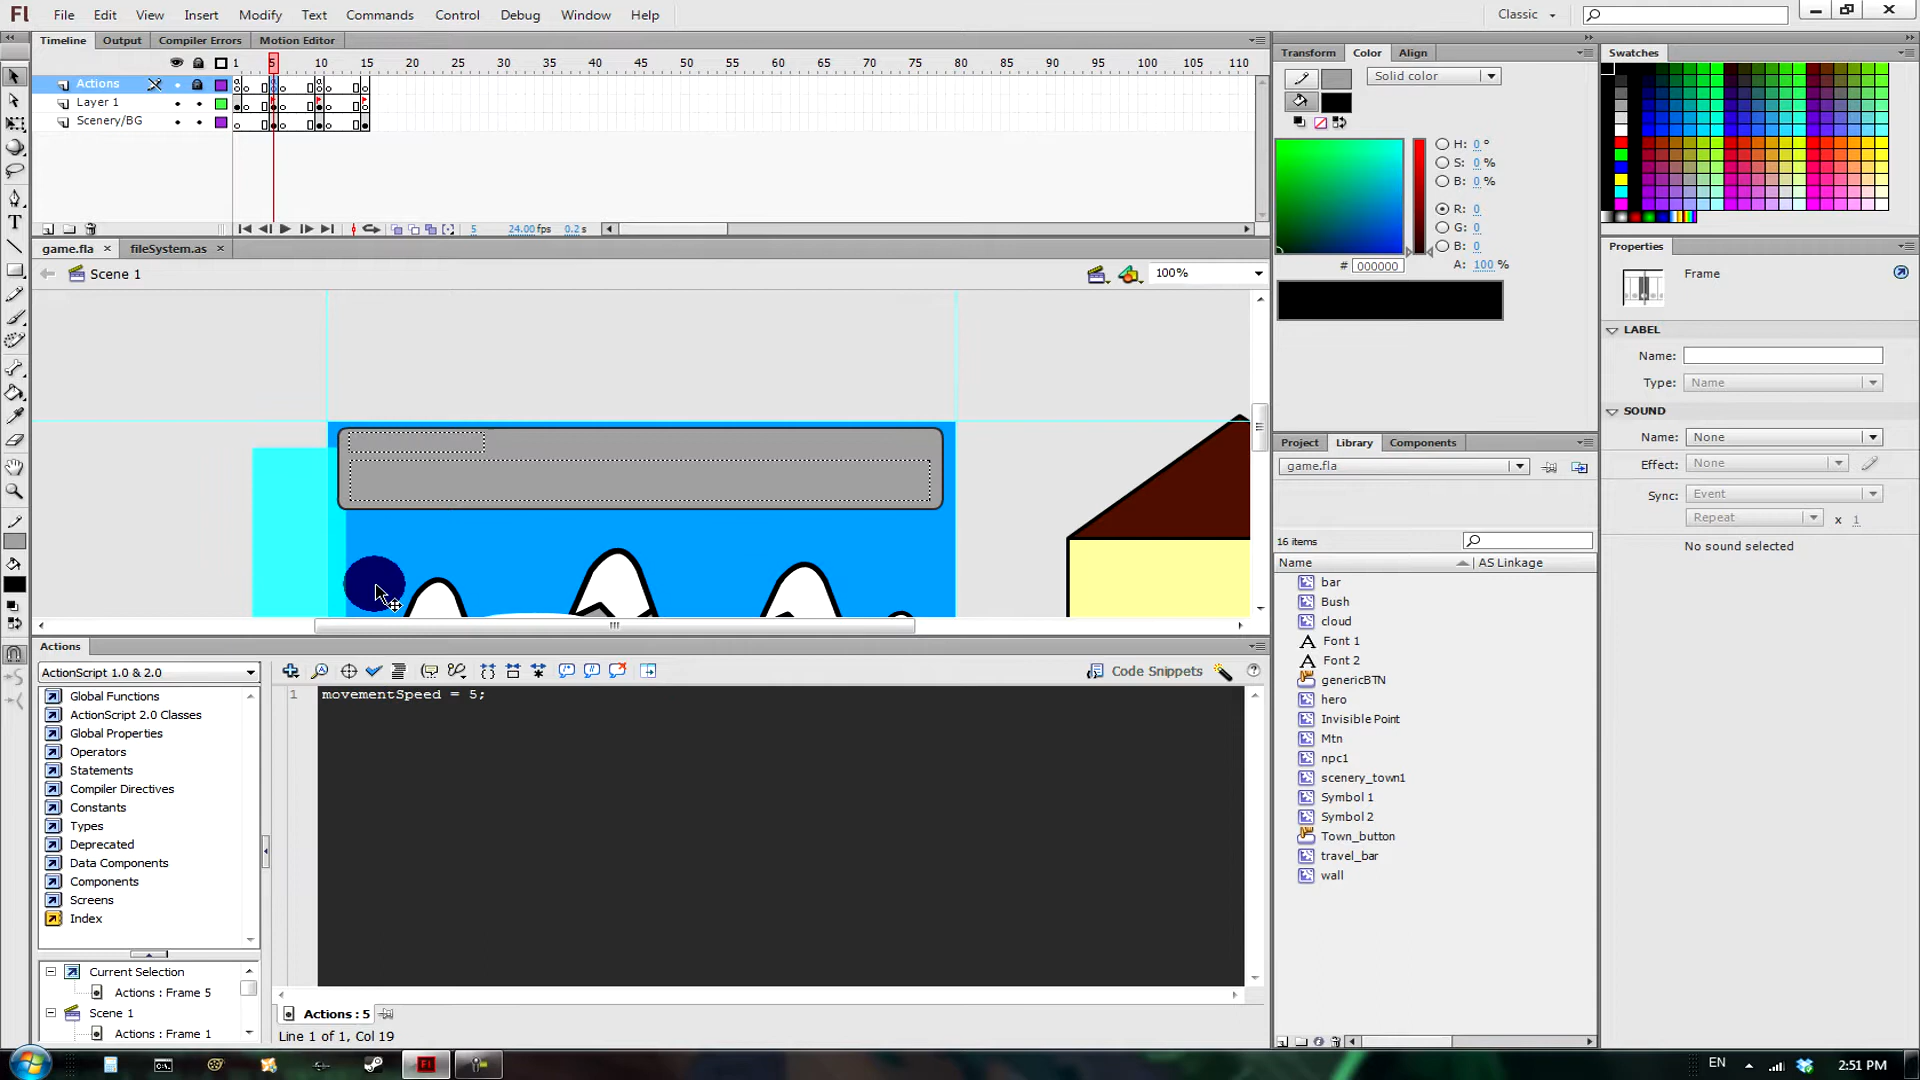 Fl File Edit View Insert Modify Text Commands Control Debug Window Help Classic
Timeline Output Compiler Errors Motion Editor
1 5 10 15 20 25 30 35 40 45 50 55 60 65 70 75 80 85 90 95 100 105 110
Actions
Layer 1
Scenery/BG
5 24.00 fps 0.2 s
game.fla fileSystem.as
Scene 1 100%
Transform Color Align
Solid color
H: 0 °
S: 0 %
B: 0 %
R: 0
G: 0
B: 0
# 000000 A: 100 %
Swatches
Properties
Frame
LABEL
Name:
Type: Name
SOUND
Name: None
Effect: None
Sync: Event
Repeat x 1
No sound selected
Project Library Components
game.fla
16 items
Name AS Linkage
bar
Bush
cloud
Font 1
Font 2
genericBTN
hero
Invisible Point
Mtn
npc1
scenery_town1
Symbol 1
Symbol 2
Town_button
travel_bar
wall
Actions
ActionScript 1.0 & 2.0
Code Snippets
Global Functions
ActionScript 2.0 Classes
Global Properties
Operators
Statements
Compiler Directives
Constants
Types
Deprecated
Data Components
Components
Screens
Index
Current Selection
Actions : Frame 5
Scene 1
Actions : Frame 1
1 movementSpeed = 5;
Actions : 5
Line 1 of 1, Col 19
Fl EN 2:51 PM